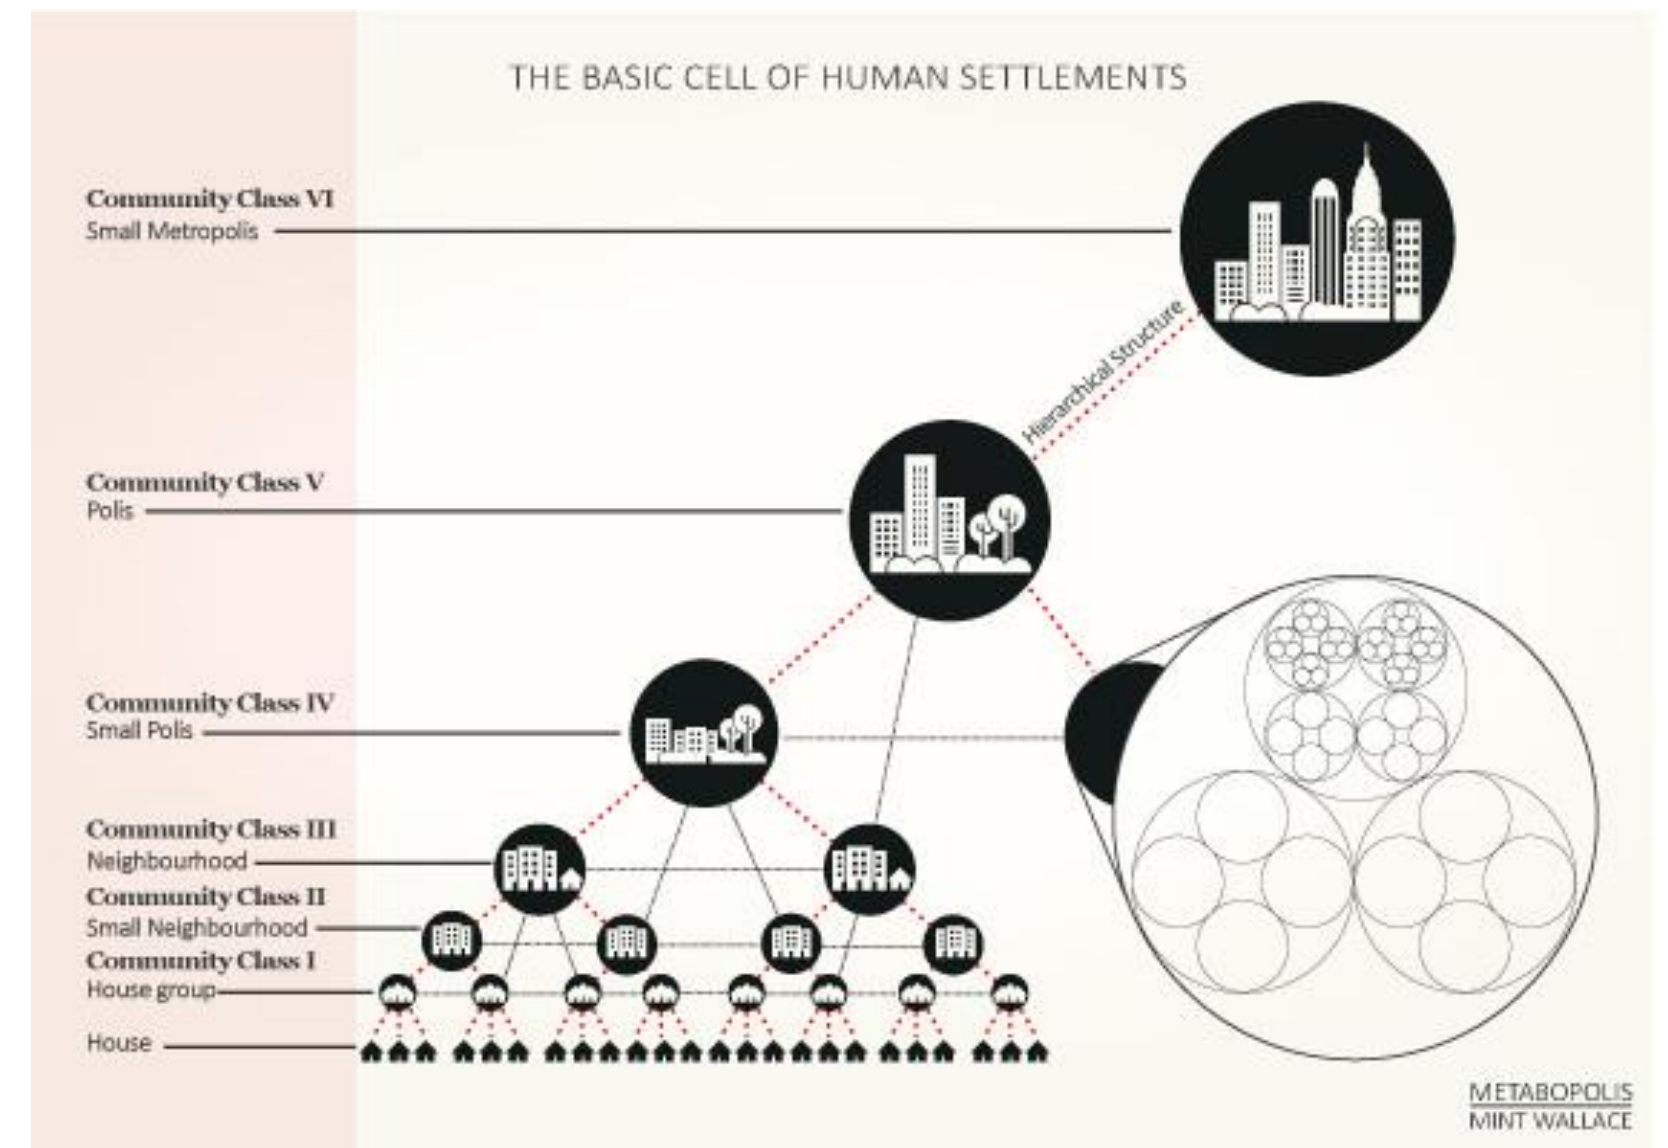 THE BASIC CELL OF HUMAN SETTLEMENTS
Community Class VI
Small Metropolis
Hierarchical Structure
Community Class V
Polis
Community Class IV
Small Polis
Community Class III
Neighbourhood
Community Class II
Small Neighbourhood
Community Class I
House group
House
METABOPOLIS
MINT WALLACE